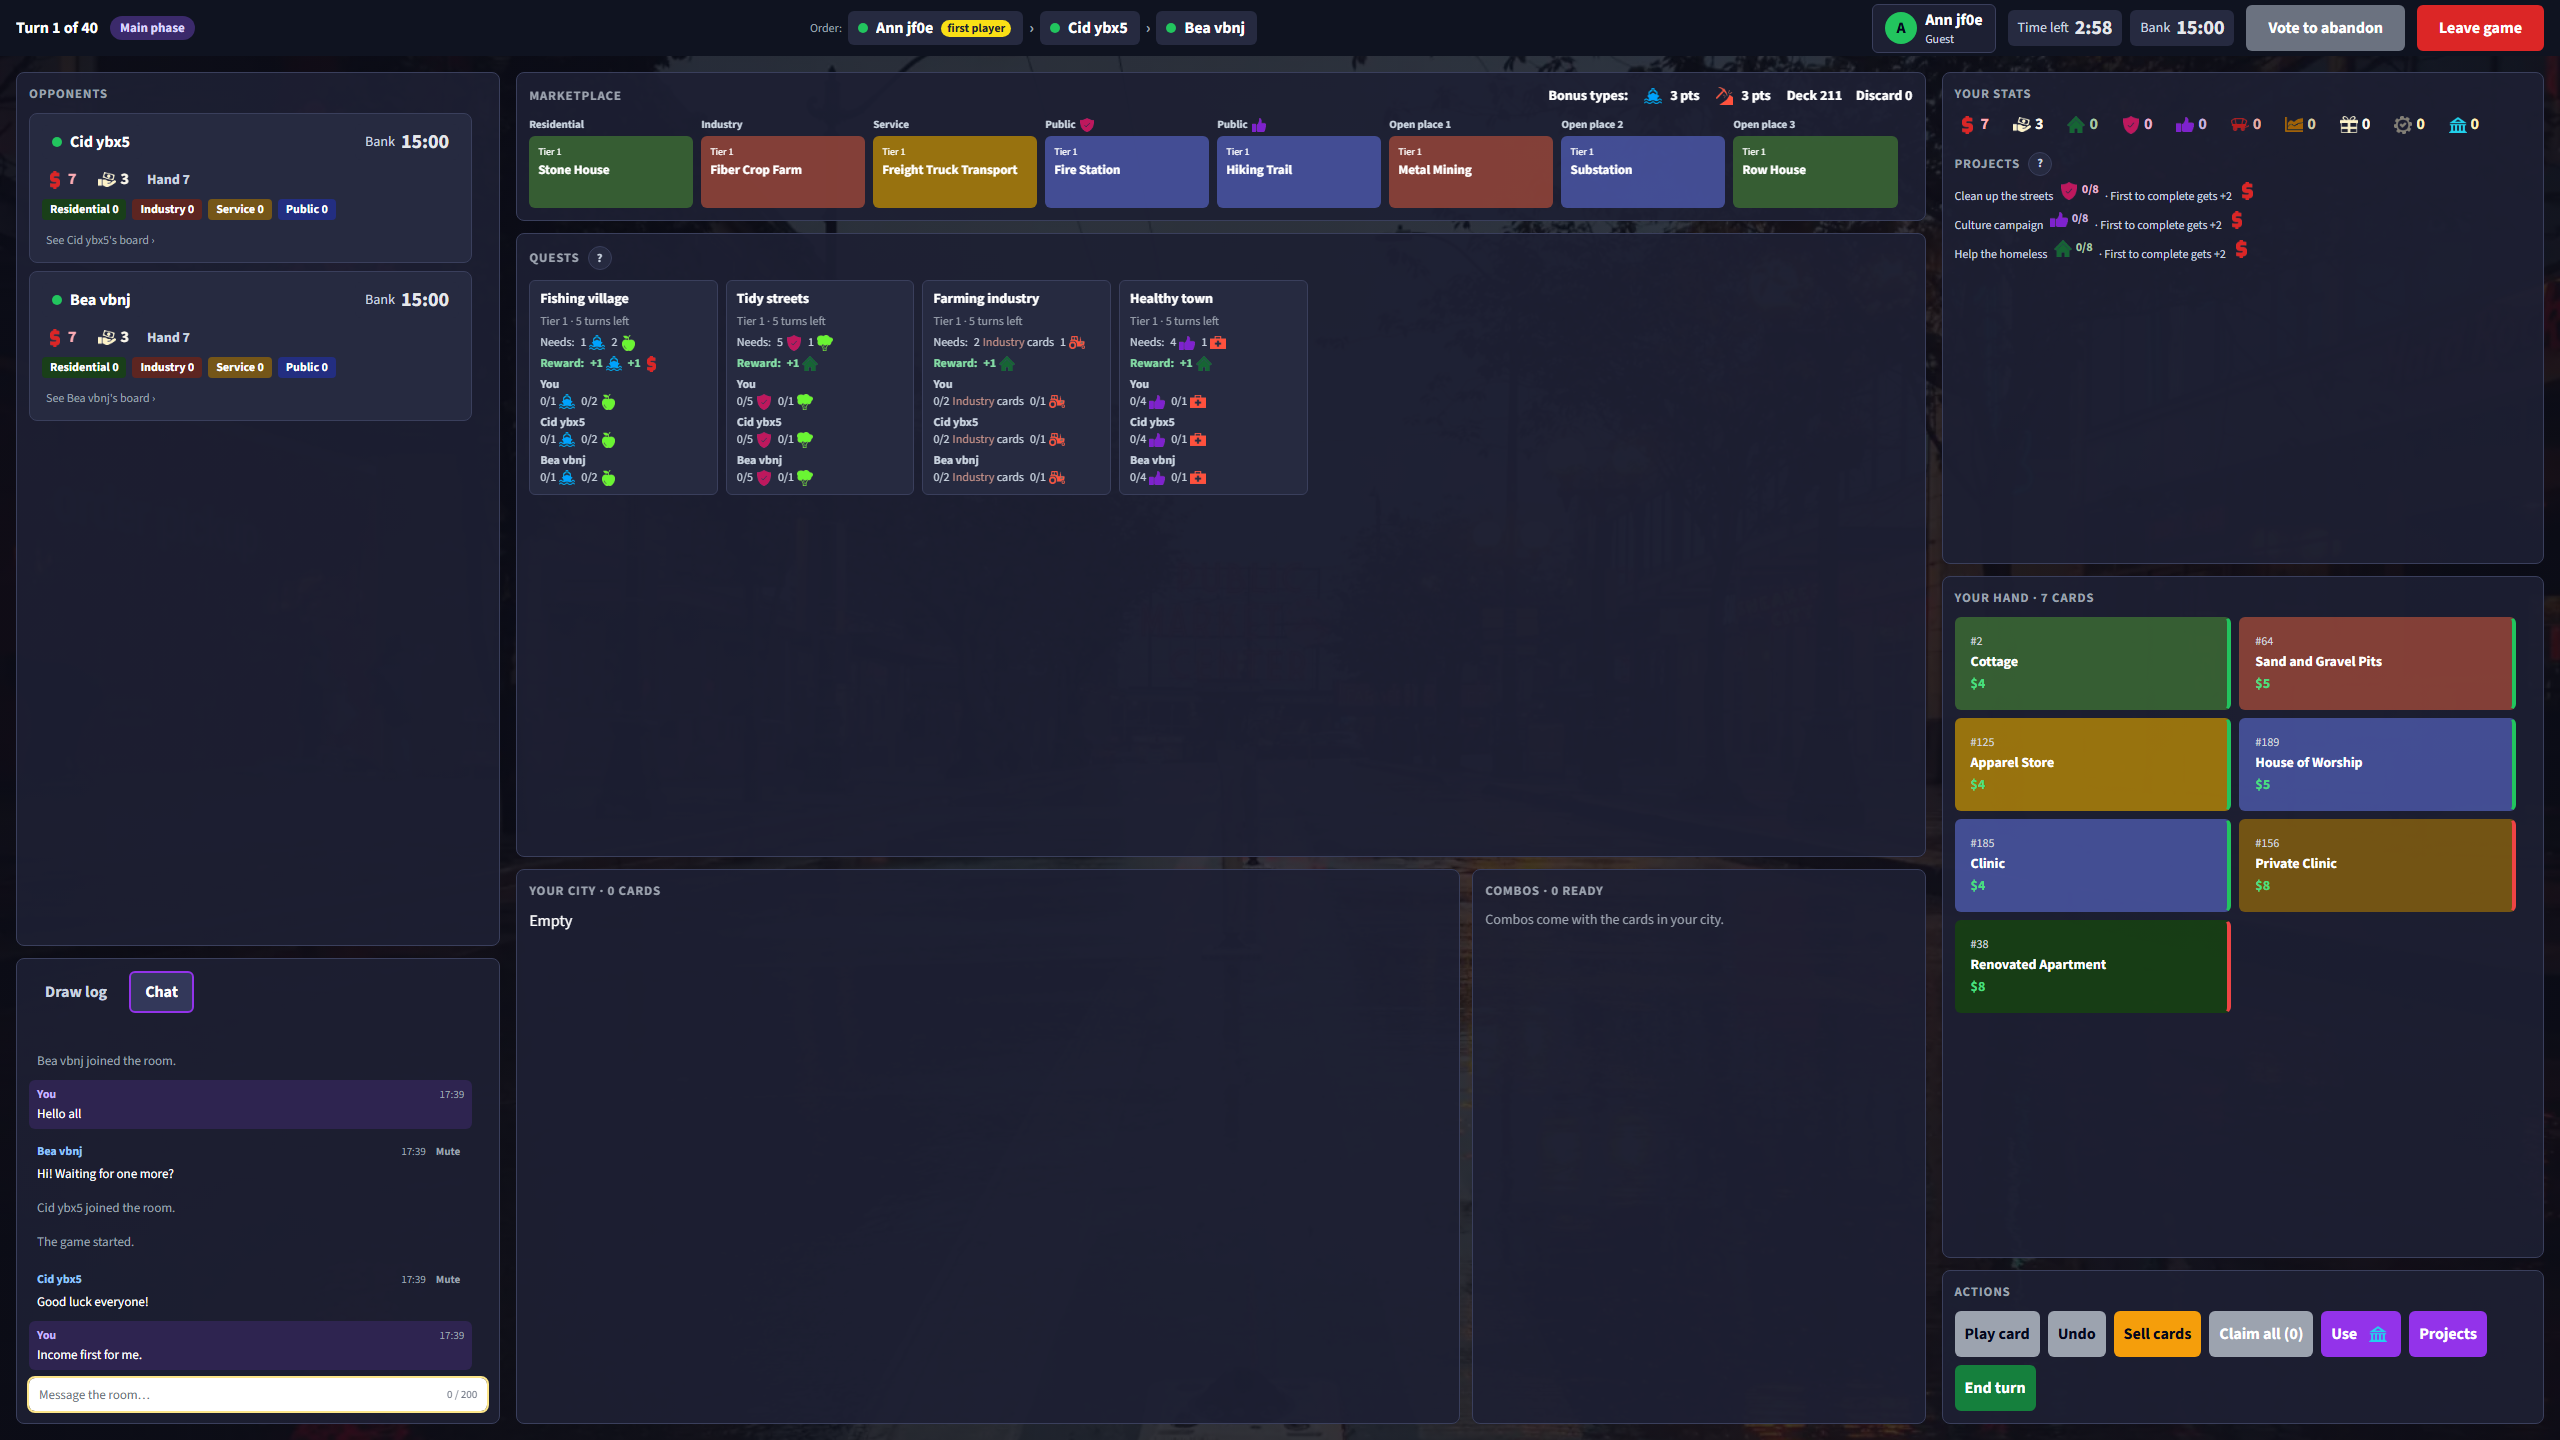 Turn 1 of 40 Main phase
Order: Ann jf0e first player › Cid ybx5 › Bea vbnj
A Ann jf0e
Guest
Time left 2:58
Bank 15:00
Vote to abandon
Leave game
OPPONENTS
Cid ybx5 Bank 15:00
7 3 Hand 7
Residential 0 Industry 0 Service 0 Public 0
See Cid ybx5's board ›
Bea vbnj Bank 15:00
7 3 Hand 7
Residential 0 Industry 0 Service 0 Public 0
See Bea vbnj's board ›
Draw log Chat
Bea vbnj joined the room.
You 17:39
Hello all
Bea vbnj 17:39 Mute
Hi! Waiting for one more?
Cid ybx5 joined the room.
The game started.
Cid ybx5 17:39 Mute
Good luck everyone!
You 17:39
Income first for me.
Message the room… 0 / 200
MARKETPLACE
Bonus types: 3 pts 3 pts Deck 211 Discard 0
Residential
Tier 1
Stone House
Industry
Tier 1
Fiber Crop Farm
Service
Tier 1
Freight Truck Transport
Public
Tier 1
Fire Station
Public
Tier 1
Hiking Trail
Open place 1
Tier 1
Metal Mining
Open place 2
Tier 1
Substation
Open place 3
Tier 1
Row House
QUESTS ?
Fishing village
Tier 1 · 5 turns left
Needs: 1 2
Reward: +1 +1
You
0/1 0/2
Cid ybx5
0/1 0/2
Bea vbnj
0/1 0/2
Tidy streets
Tier 1 · 5 turns left
Needs: 5 1
Reward: +1
You
0/5 0/1
Cid ybx5
0/5 0/1
Bea vbnj
0/5 0/1
Farming industry
Tier 1 · 5 turns left
Needs: 2 Industry cards 1
Reward: +1
You
0/2 Industry cards 0/1
Cid ybx5
0/2 Industry cards 0/1
Bea vbnj
0/2 Industry cards 0/1
Healthy town
Tier 1 · 5 turns left
Needs: 4 1
Reward: +1
You
0/4 0/1
Cid ybx5
0/4 0/1
Bea vbnj
0/4 0/1
YOUR CITY · 0 CARDS
Empty
COMBOS · 0 READY
Combos come with the cards in your city.
YOUR STATS
7 3 0 0 0 0 0 0 0 0
PROJECTS ?
Clean up the streets 0/8 · First to complete gets +2
Culture campaign 0/8 · First to complete gets +2
Help the homeless 0/8 · First to complete gets +2
YOUR HAND · 7 CARDS
#2
Cottage
$4
#64
Sand and Gravel Pits
$5
#125
Apparel Store
$4
#189
House of Worship
$5
#185
Clinic
$4
#156
Private Clinic
$8
#38
Renovated Apartment
$8
ACTIONS
Play card Undo Sell cards Claim all (0) Use Projects
End turn